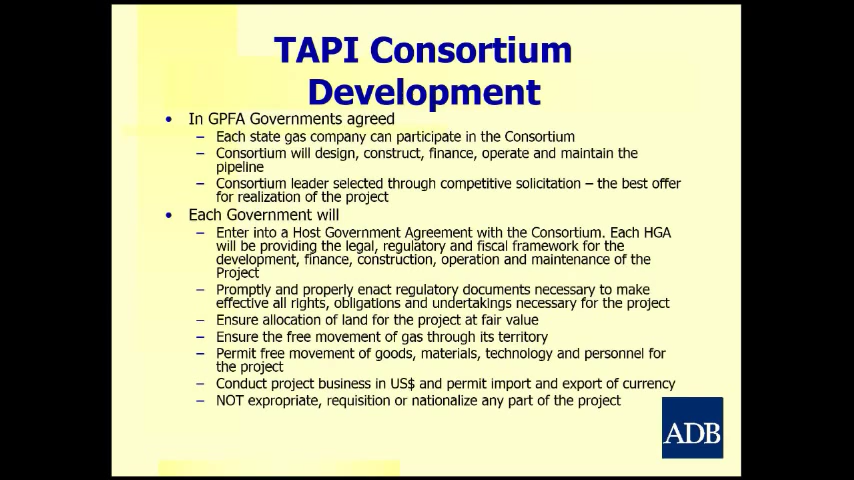 TAPI Consortium
Development
• In GPFA Governments agreed
– Each state gas company can participate in the Consortium
– Consortium will design, construct, finance, operate and maintain the
pipeline
– Consortium leader selected through competitive solicitation – the best offer
for realization of the project
• Each Government will
– Enter into a Host Government Agreement with the Consortium. Each HGA
will be providing the legal, regulatory and fiscal framework for the
development, finance, construction, operation and maintenance of the
Project
– Promptly and properly enact regulatory documents necessary to make
effective all rights, obligations and undertakings necessary for the project
– Ensure allocation of land for the project at fair value
– Ensure the free movement of gas through its territory
– Permit free movement of goods, materials, technology and personnel for
the project
– Conduct project business in US$ and permit import and export of currency
– NOT expropriate, requisition or nationalize any part of the project
ADB